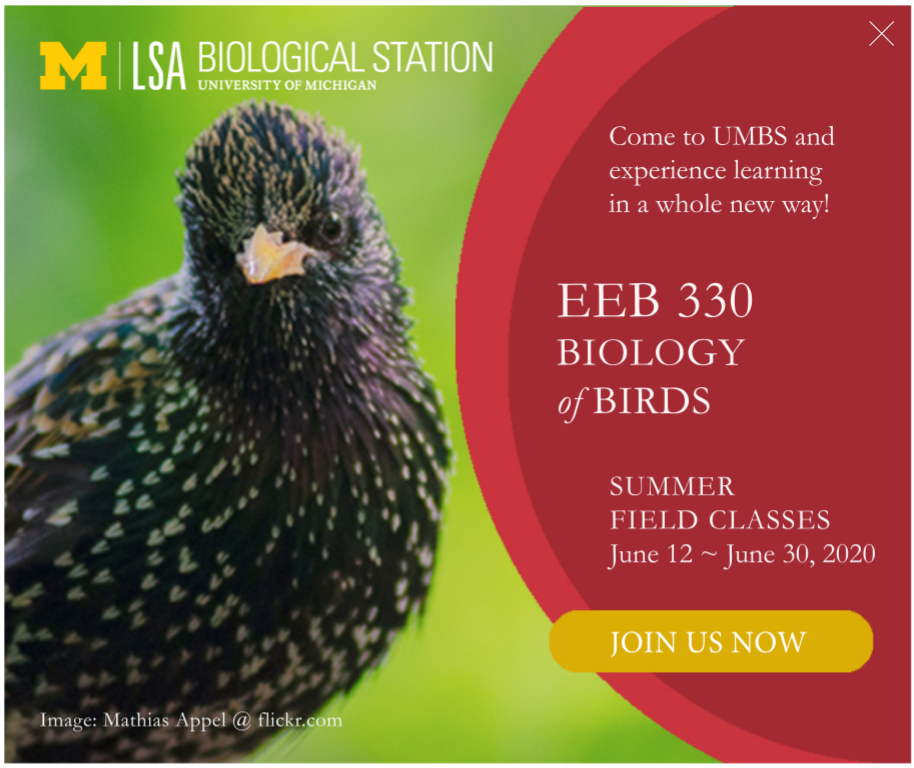 M LSA BIOLOGICAL STATION
UNIVERSITY OF MICHIGAN
Come to UMBS and
experience learning
in a whole new way!
EEB 330
BIOLOGY
of BIRDS
SUMMER
FIELD CLASSES
June 12 ~ June 30, 2020
JOIN US NOW
Image: Mathias Appel @ flickr.com